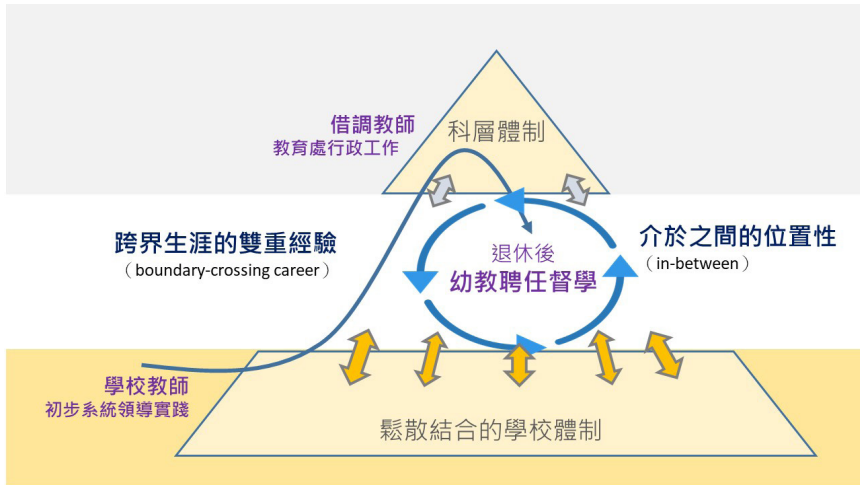 借調教師
教育處行政工作
科層體制
跨界生涯的雙重經驗
（boundary-crossing career）
介於之間的位置性
（in-between）
退休後
幼教聘任督學
學校教師
初步系統領導實踐
鬆散結合的學校體制